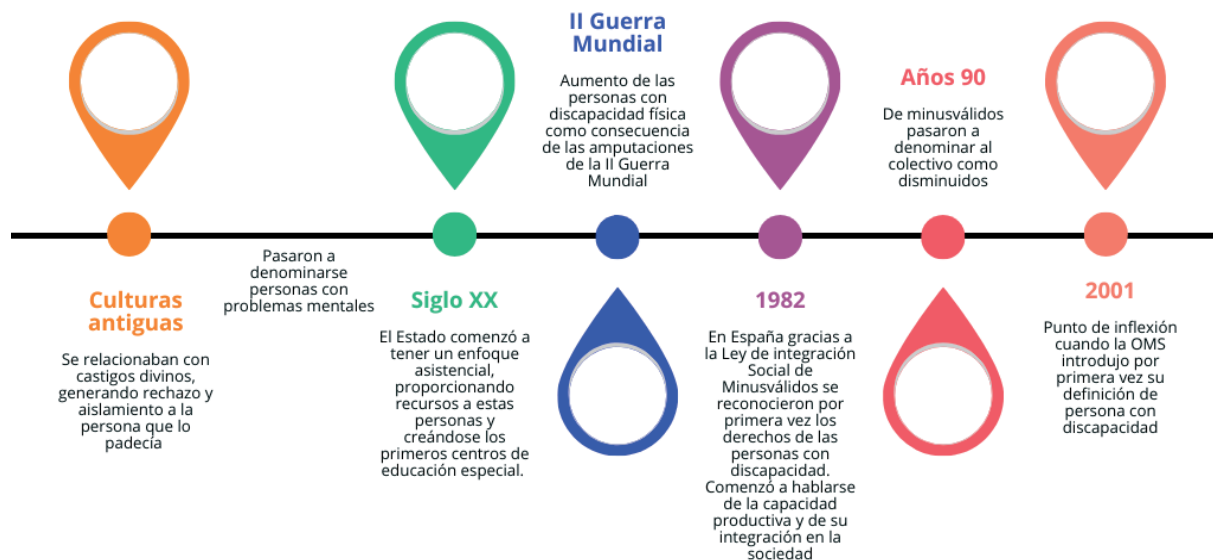 Culturas
antiguas
Se relacionaban con
castigos divinos,
generando rechazo y
aislamiento a la
persona que lo
padecía
Pasaron a
denominarse
personas con
problemas mentales
Siglo XX
El Estado comenzó a
tener un enfoque
asistencial,
proporcionando
recursos a estas
personas y
creándose los
primeros centros de
educación especial.
II Guerra
Mundial
Aumento de las
personas con
discapacidad física
como consecuencia
de las amputaciones
de la II Guerra
Mundial
1982
En España gracias a
la Ley de integración
Social de
Minusválidos se
reconocieron por
primera vez los
derechos de las
personas con
discapacidad.
Comenzó a hablarse
de la capacidad
productiva y de su
integración en la
sociedad
Años 90
De minusválidos
pasaron a
denominar al
colectivo como
disminuidos
2001
Punto de inflexión
cuando la OMS
introdujo por
primera vez su
definición de
persona con
discapacidad